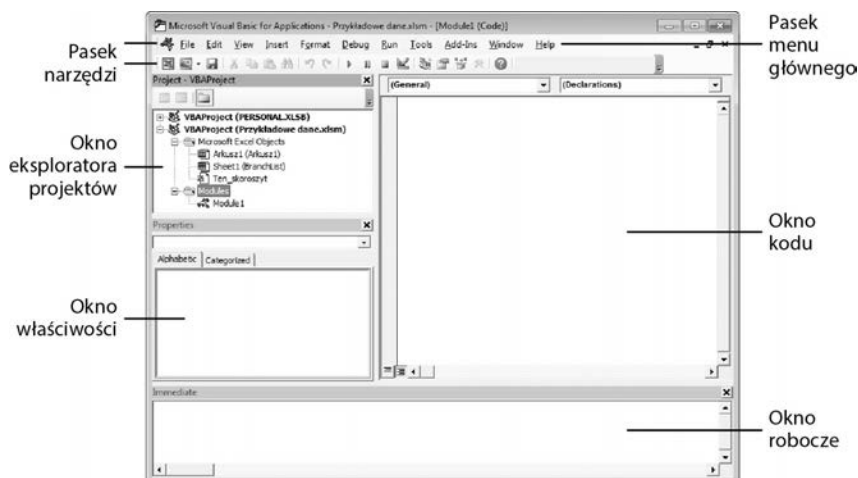 Microsoft Visual Basic for Applications - Przykładowe dane.xlsm - [Module1 (Code)]
File Edit View Insert Format Debug Run Tools Add-Ins Window Help
Pasek
menu
głównego
Pasek
narzędzi
Project - VBAProject
(General)
(Declarations)
VBAProject (PERSONAL.XLSB)
VBAProject (Przykładowe dane.xlsm)
Microsoft Excel Objects
Arkusz1 (Arkusz1)
Sheet1 (BranchList)
Ten_skoroszyt
Modules
Module1
Okno
eksploratora
projektów
Properties
Alphabetic Categorized
Okno
kodu
Okno
właściwości
Immediate
Okno
robocze